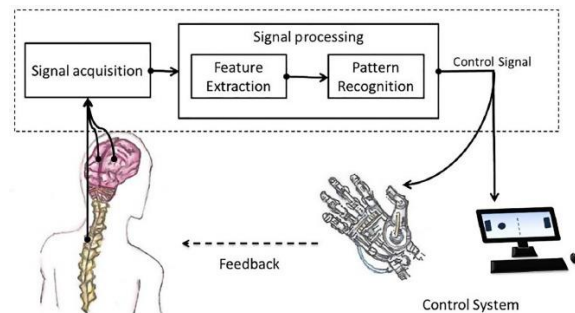 Signal processing
Signal acquisition
Feature
Extraction
Pattern
Recognition
Control Signal
Feedback
Control System